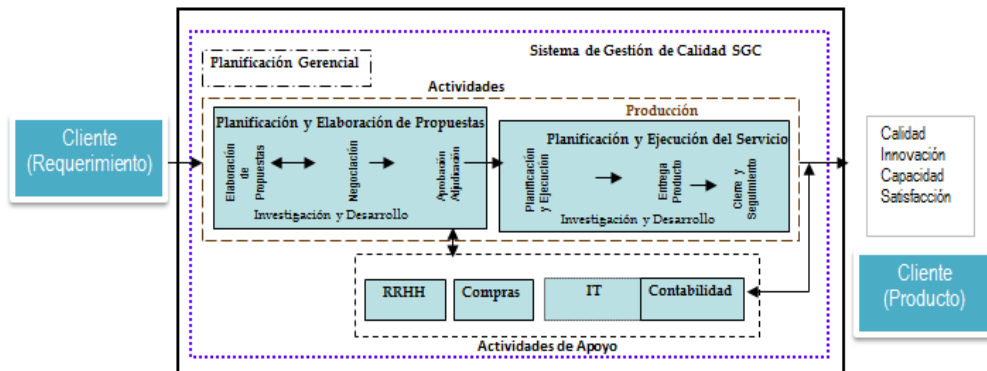 Sistema de Gestión de Calidad SGC
Planificación Gerencial
Actividades
Producción
Cliente
(Requerimiento)
Planificación y Elaboración de Propuestas
Elaboración
de
Propuestas
Negociación
Aprobación
Adjudicación
Investigación y Desarrollo
Planificación y Ejecución del Servicio
Planificación
y Ejecución
Entrega
Producto
Cierre y
Seguimiento
Investigación y Desarrollo
Calidad
Innovación
Capacidad
Satisfacción
Cliente
(Producto)
RRHH
Compras
IT
Contabilidad
Actividades de Apoyo